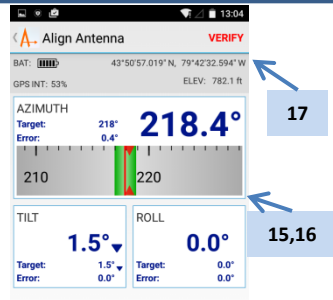 13:04
Align Antenna VERIFY
BAT: 43°50'57.019" N, 79°42'32.594" W
GPS INT: 53% ELEV: 782.1 ft
17
AZIMUTH
Target: 218°
Error: 0.4°
218.4°
210 220
15,16
TILT
1.5°
Target: 1.5°
Error: 0.0°
ROLL
0.0°
Target: 0.0°
Error: 0.0°